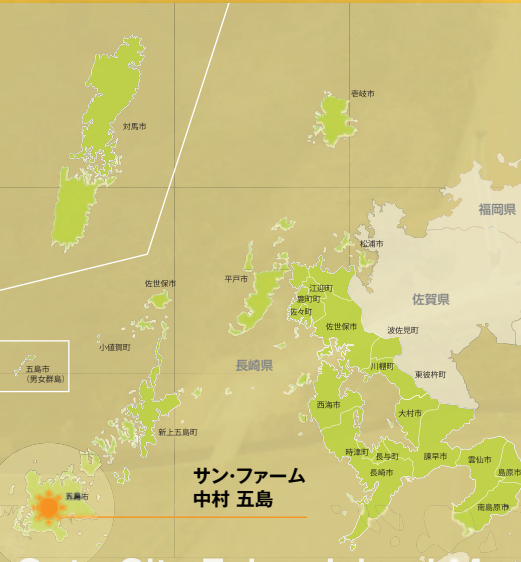 対馬市
壱岐市
福岡県
松浦市
佐賀県
平戸市
佐世保市
江迎町
鹿町町
佐々町
佐世保市
波佐見町
小値賀町
長崎県
川棚町
東彼杵町
五島市
(男女群島)
西海市
大村市
新上五島町
時津町
長与町
諫早市
雲仙市
長崎市
島原市
サン・ファーム
中村 五島
五島市
南島原市